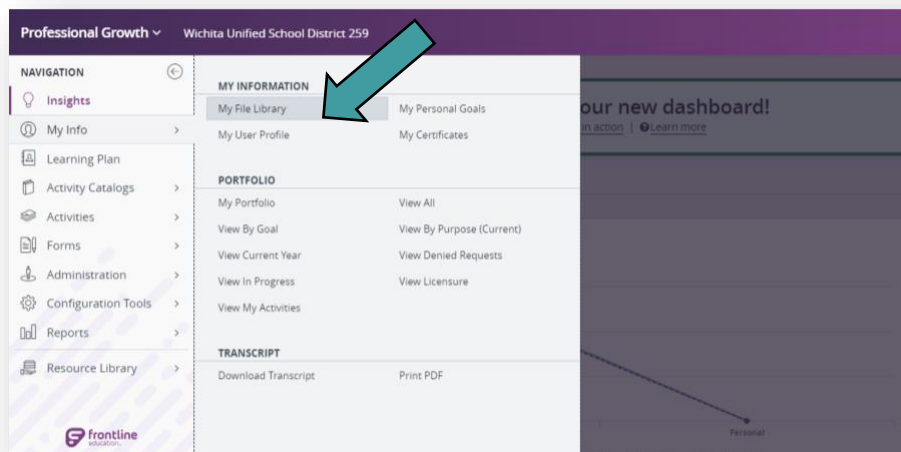 Professional Growth Wichita Unified School District 259
NAVIGATION
Insights
My Info
Learning Plan
Activity Catalogs
Activities
Forms
Administration
Configuration Tools
Reports
Resource Library
frontline
education.
MY INFORMATION
My File Library My Personal Goals
My User Profile My Certificates
PORTFOLIO
My Portfolio View All
View By Goal View By Purpose (Current)
View Current Year View Denied Requests
View In Progress View Licensure
View My Activities
TRANSCRIPT
Download Transcript Print PDF
our new dashboard!
in action | Learn more
Personal